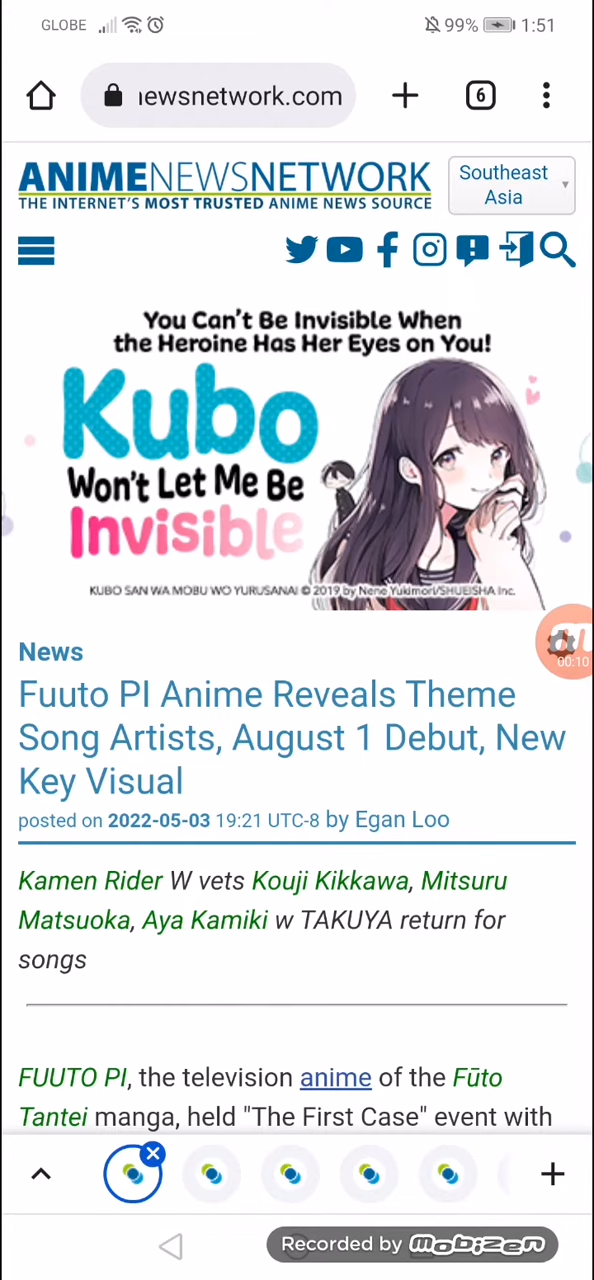 GLOBE 99% 1:51
newsnetwork.com 6
ANIMENEWSNETWORK
THE INTERNET'S MOST TRUSTED ANIME NEWS SOURCE
Southeast
Asia
You Can't Be Invisible When
the Heroine Has Her Eyes on You!
Kubo
Won't Let Me Be
Invisible
KUBO SAN WA MOBU WO YURUSANAI © 2019 by Nene Yukimori/SHUEISHA Inc.
00:10
News
Fuuto PI Anime Reveals Theme
Song Artists, August 1 Debut, New
Key Visual
posted on 2022-05-03 19:21 UTC-8 by Egan Loo
Kamen Rider W vets Kouji Kikkawa, Mitsuru
Matsuoka, Aya Kamiki w TAKUYA return for
songs
FUUTO PI, the television anime of the Fūto
Tantei manga, held "The First Case" event with
Recorded by mobizen